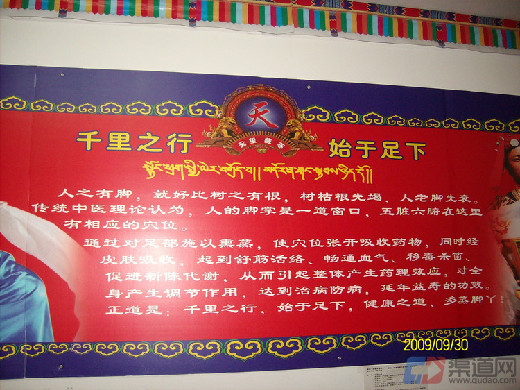 天
千里之行 始于足下
人之有脚，就好比树之有根，树枯根先竭，人老脚先衰。
传统中医理论认为，人的脚掌是一道窗口，五脏六腑在这里
有相应的穴位。
通过对足部施以熏蒸，使穴位张开吸收药物，同时经
皮肤吸收，起到舒筋活络、畅通血气、移毒杀菌、
促进新陈代谢，从而引起整体产生药理效应，对全
身产生调节作用，达到治病防病，延年益寿的功效。
正道是：千里之行、始于足下，健康之道、多蒸脚丫！
2009/09/30
渠道网
www.qudao.com